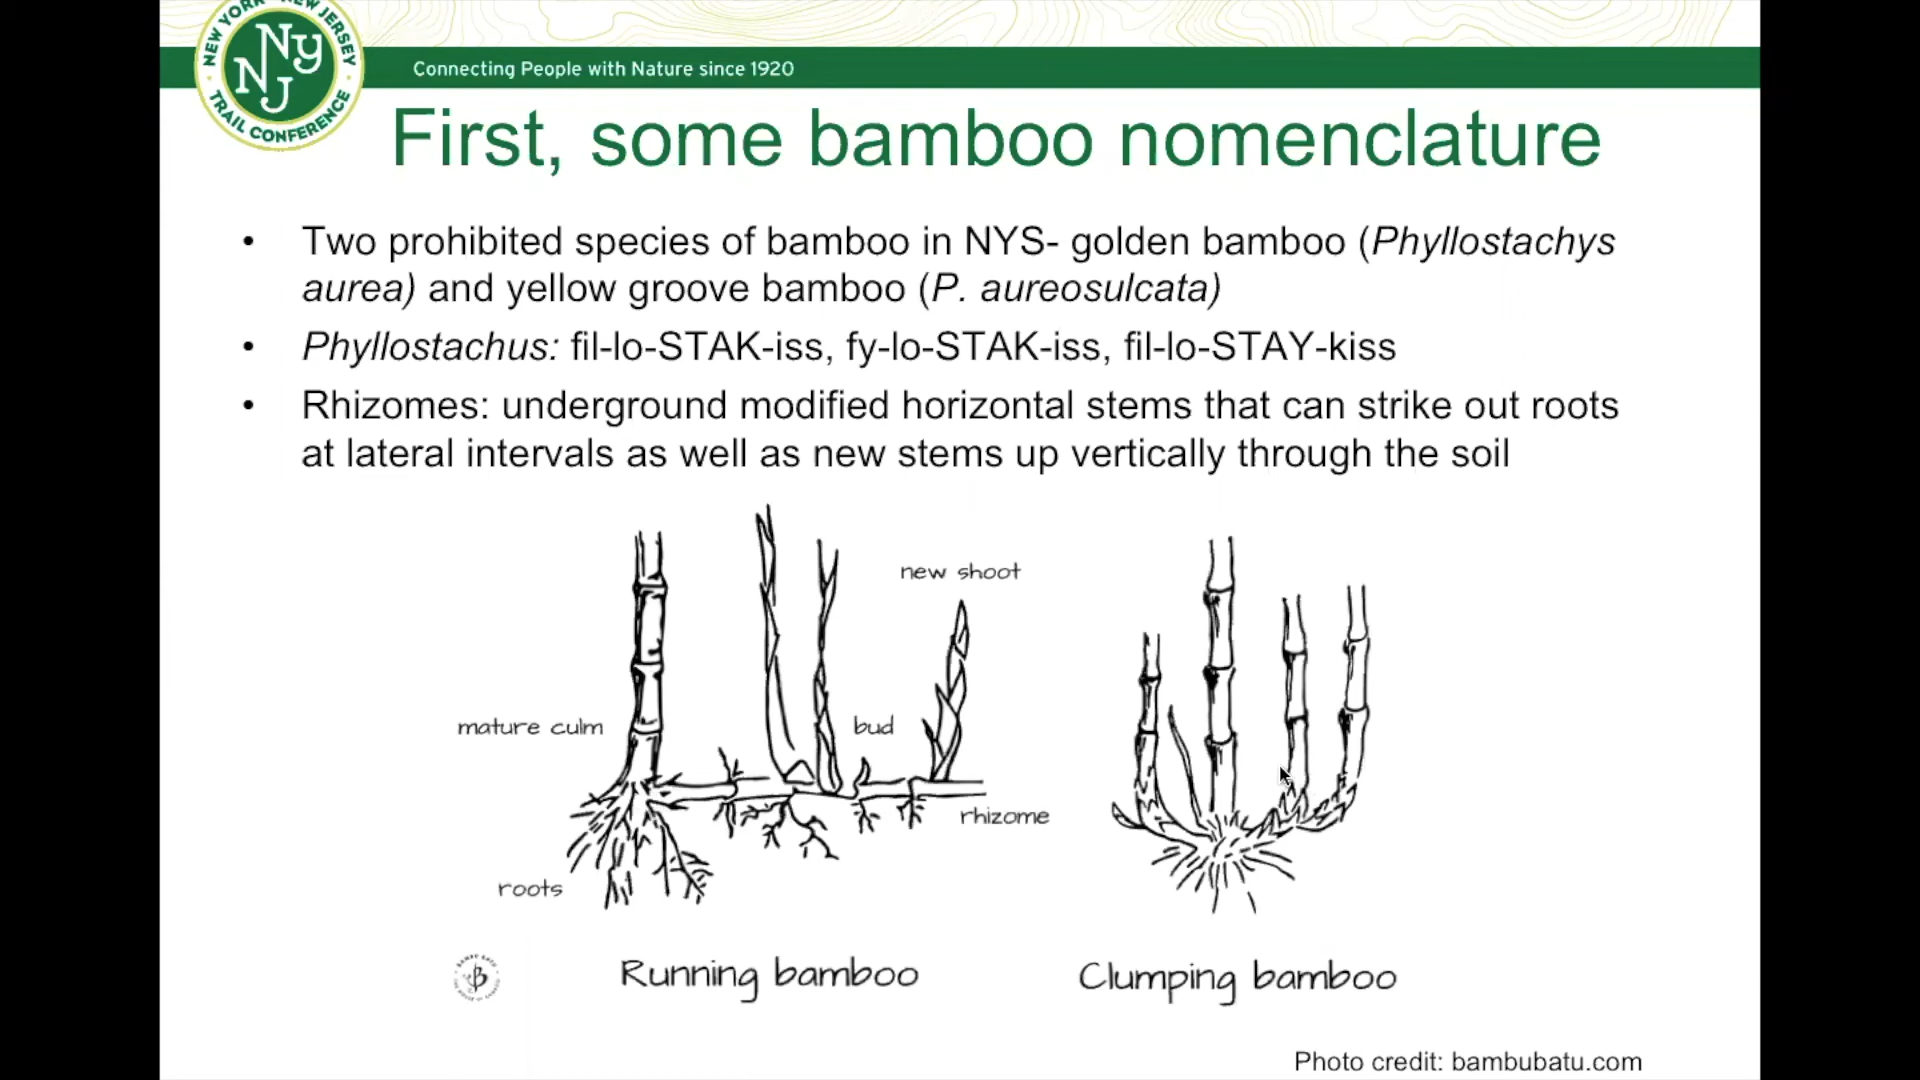 NEW YORK - NEW JERSEY
NY
NJ
TRAIL CONFERENCE
Connecting People with Nature since 1920
First, some bamboo nomenclature
• Two prohibited species of bamboo in NYS- golden bamboo (Phyllostachys
aurea) and yellow groove bamboo (P. aureosulcata)
• Phyllostachus: fil-lo-STAK-iss, fy-lo-STAK-iss, fil-lo-STAY-kiss
• Rhizomes: underground modified horizontal stems that can strike out roots
at lateral intervals as well as new stems up vertically through the soil
new shoot
mature culm
bud
rhizome
roots
Running bamboo
Clumping bamboo
Photo credit: bambubatu.com